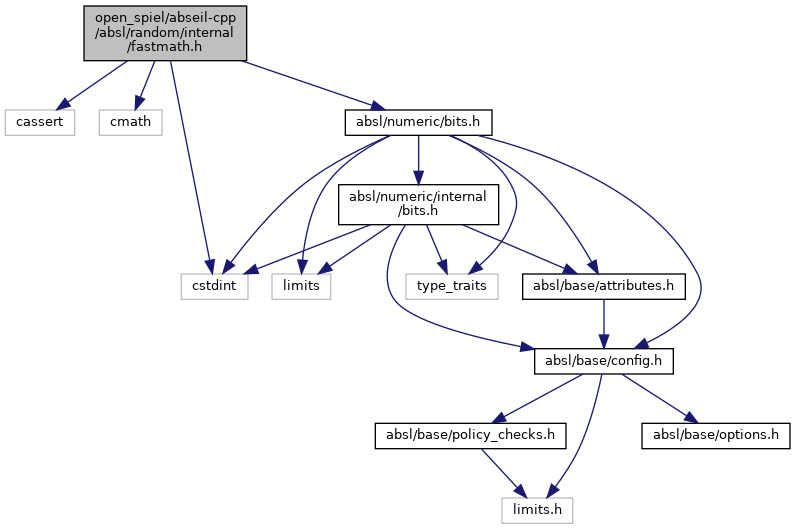 open_spiel/abseil-cpp
/absl/random/internal
/fastmath.h
cassert
cmath
absl/numeric/bits.h
absl/numeric/internal
/bits.h
cstdint
limits
type_traits
absl/base/attributes.h
absl/base/config.h
absl/base/policy_checks.h
absl/base/options.h
limits.h